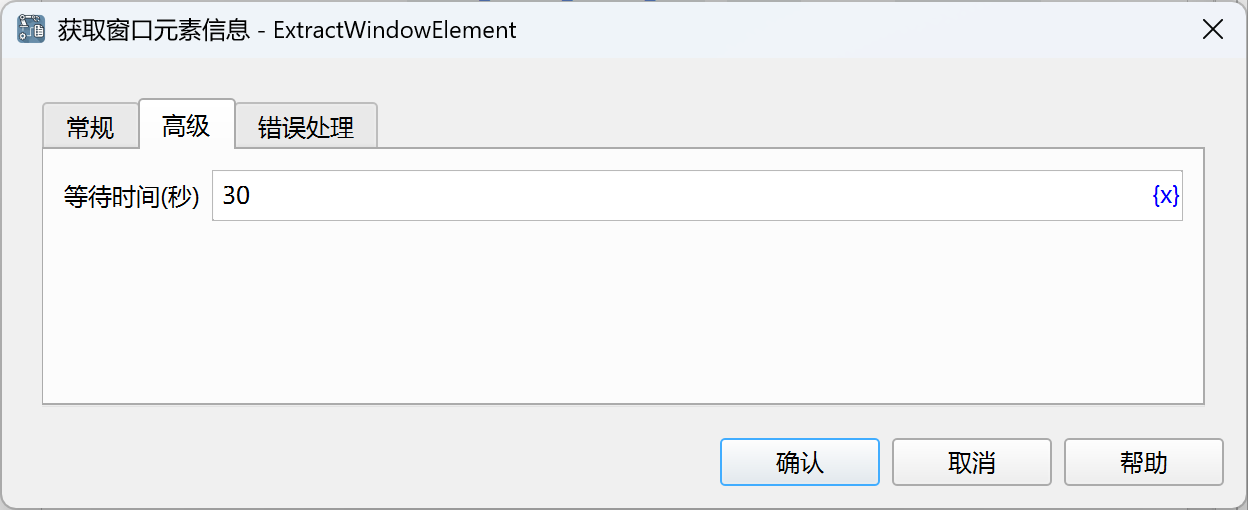 获取窗口元素信息 - ExtractWindowElement
常规 高级 错误处理
等待时间(秒) 30 {x}
确认 取消 帮助